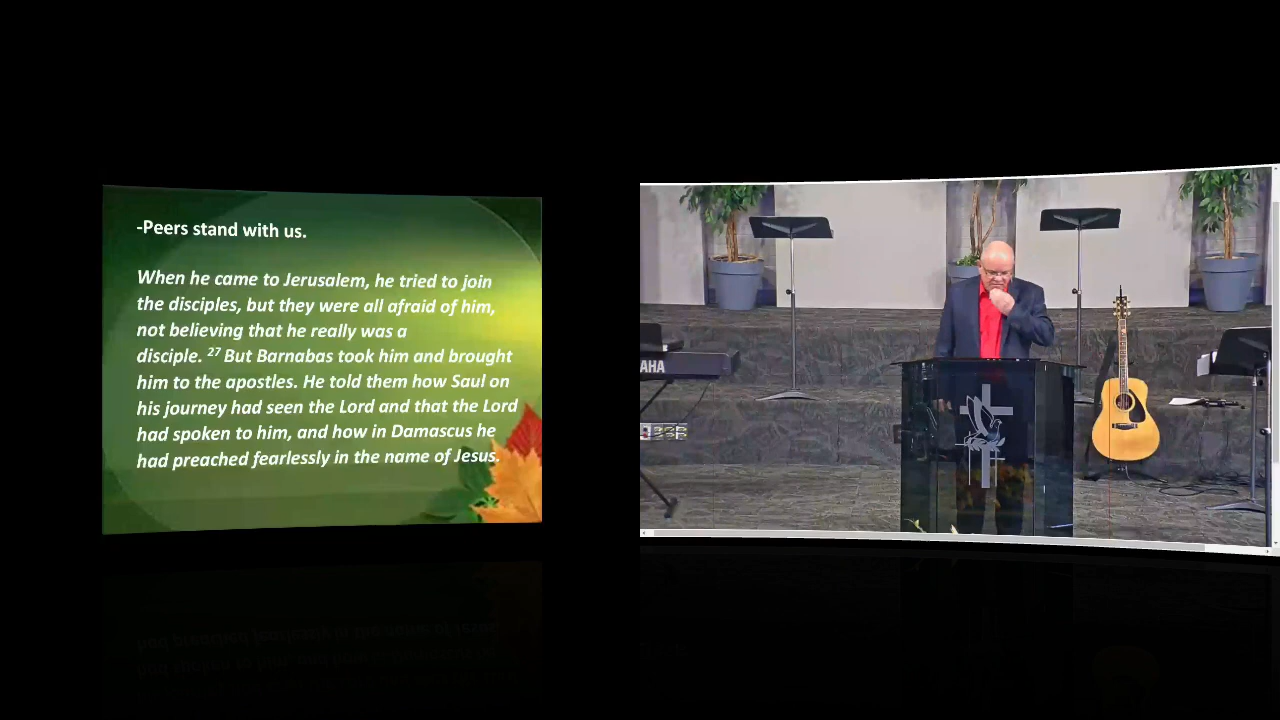 -Peers stand with us.
When he came to Jerusalem, he tried to join
the disciples, but they were all afraid of him,
not believing that he really was a
disciple. 27 But Barnabas took him and brought
him to the apostles. He told them how Saul on
his journey had seen the Lord and that the Lord
had spoken to him, and how in Damascus he
had preached fearlessly in the name of Jesus.
AHA